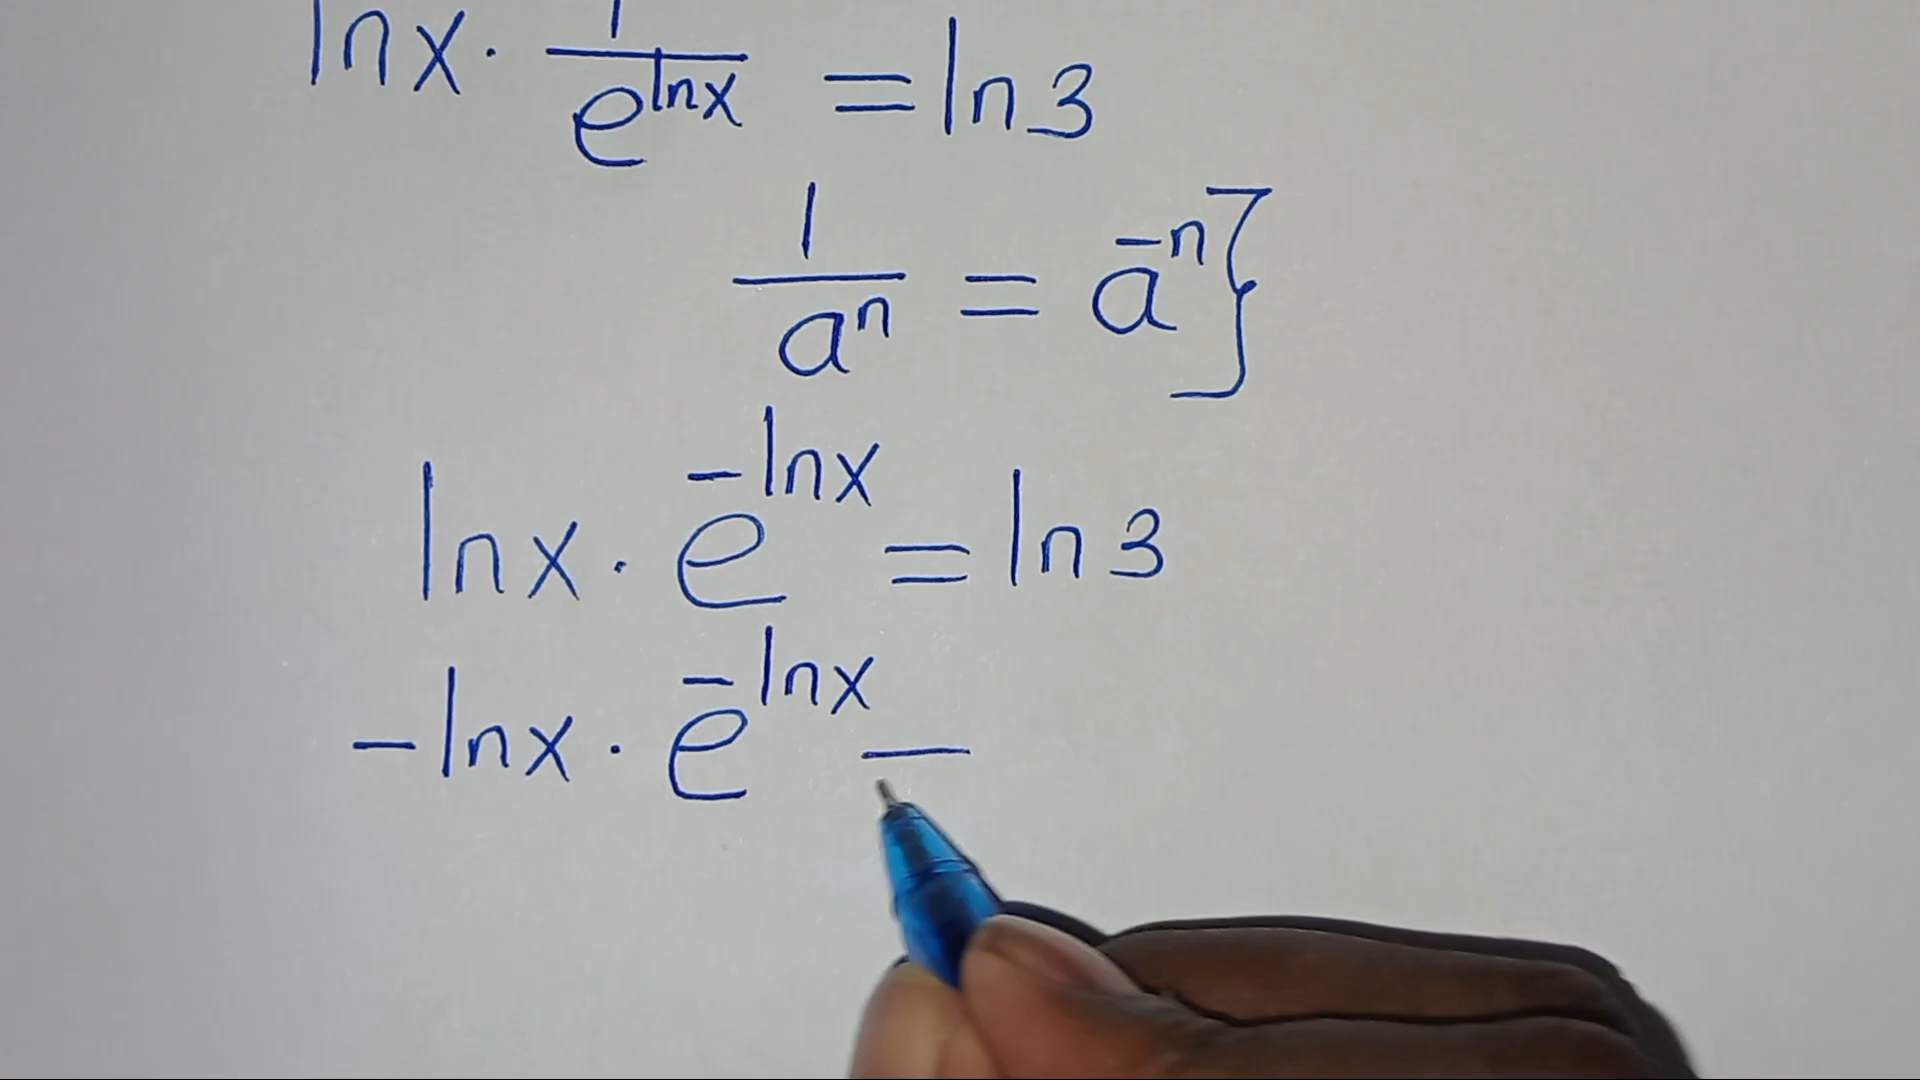 lnx · 1/e^lnx = ln3
1/a^n = a^-n}
lnx · e^-lnx = ln3
-lnx · e^-lnx —